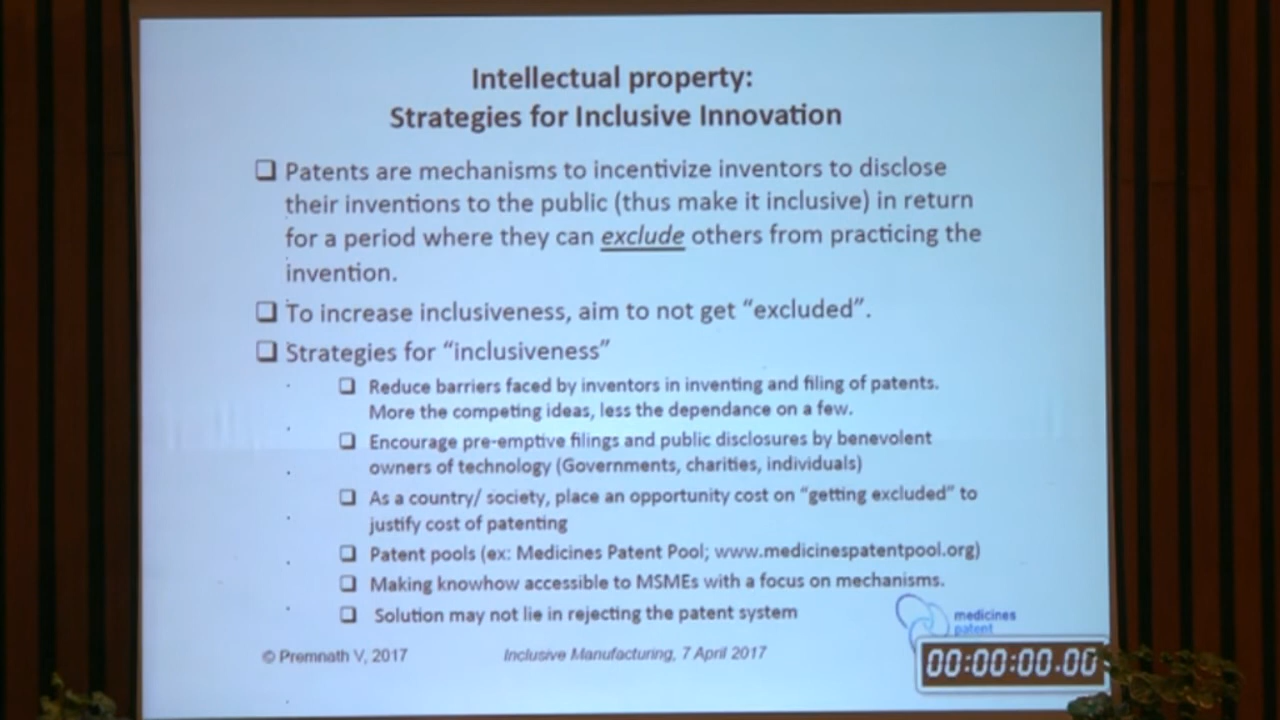 Intellectual property:
Strategies for Inclusive Innovation
❑ Patents are mechanisms to incentivize inventors to disclose
their inventions to the public (thus make it inclusive) in return
for a period where they can exclude others from practicing the
invention.
❑ To increase inclusiveness, aim to not get “excluded”.
❑ Strategies for “inclusiveness”
❑ Reduce barriers faced by inventors in inventing and filing of patents.
More the competing ideas, less the dependance on a few.
❑ Encourage pre-emptive filings and public disclosures by benevolent
owners of technology (Governments, charities, individuals)
❑ As a country/ society, place an opportunity cost on “getting excluded” to
justify cost of patenting
❑ Patent pools (ex: Medicines Patent Pool; www.medicinespatentpool.org)
❑ Making knowhow accessible to MSMEs with a focus on mechanisms.
❑ Solution may not lie in rejecting the patent system
medicines
patent
© Premnath V, 2017
Inclusive Manufacturing, 7 April 2017
00:00:00.00